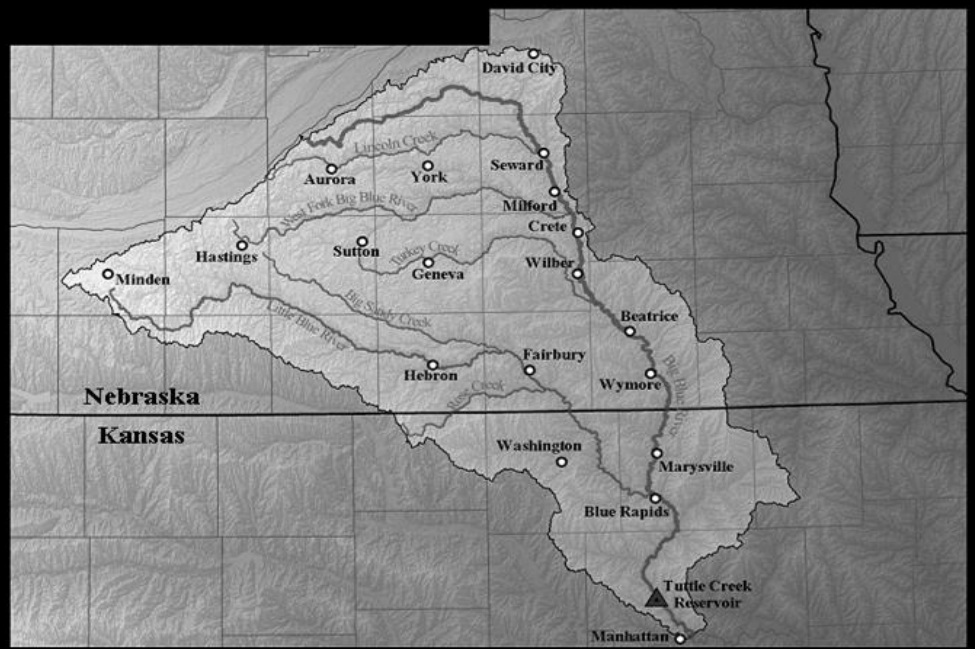 David City
Lincoln Creek
Seward
Aurora
York
Milford
West Fork Big Blue River
Crete
Sutton
Hastings
Turkey Creek
Geneva
Wilber
Minden
Big Sandy Creek
Little Blue River
Beatrice
Fairbury
Hebron
Wymore
Big Blue River
Rose Creek
Nebraska
Kansas
Washington
Marysville
Blue Rapids
Tuttle Creek
Reservoir
Manhattan